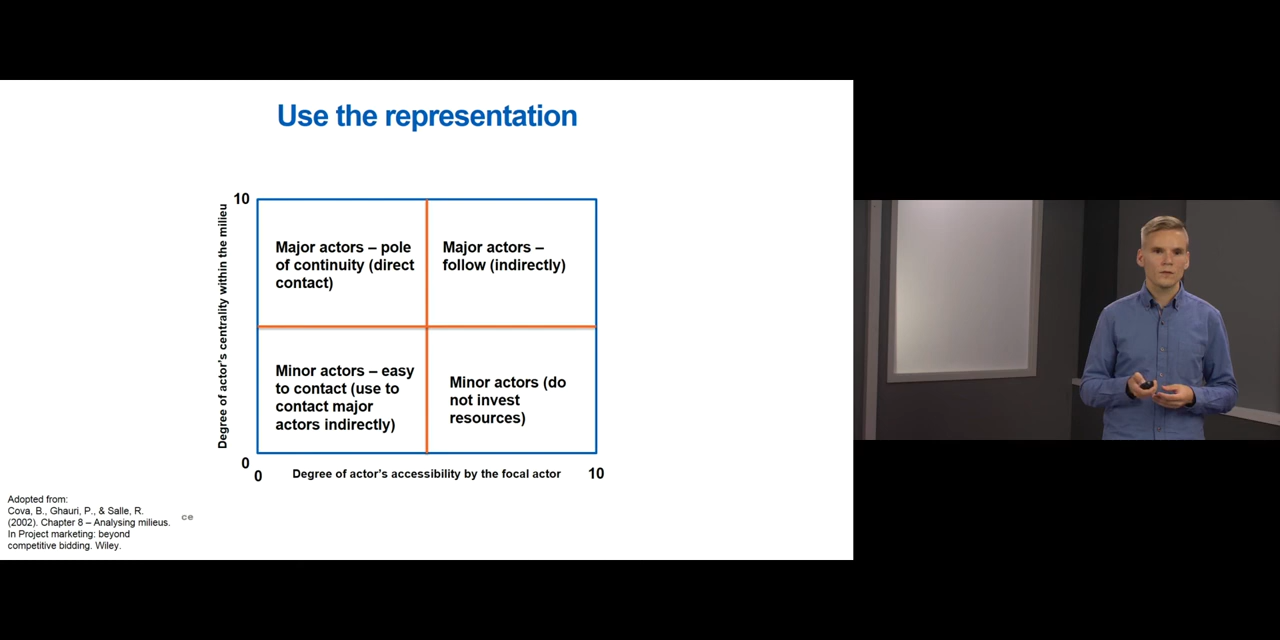 Use the representation
10
Degree of actor's centrality within the milieu
Major actors – pole
of continuity (direct
contact)
Major actors –
follow (indirectly)
Minor actors – easy
to contact (use to
contact major
actors indirectly)
Minor actors (do
not invest
resources)
0
0
Degree of actor's accessibility by the focal actor
10
Adopted from:
Cova, B., Ghauri, P., & Salle, R.
(2002). Chapter 8 – Analysing milieus.
In Project marketing: beyond
competitive bidding. Wiley.
ce